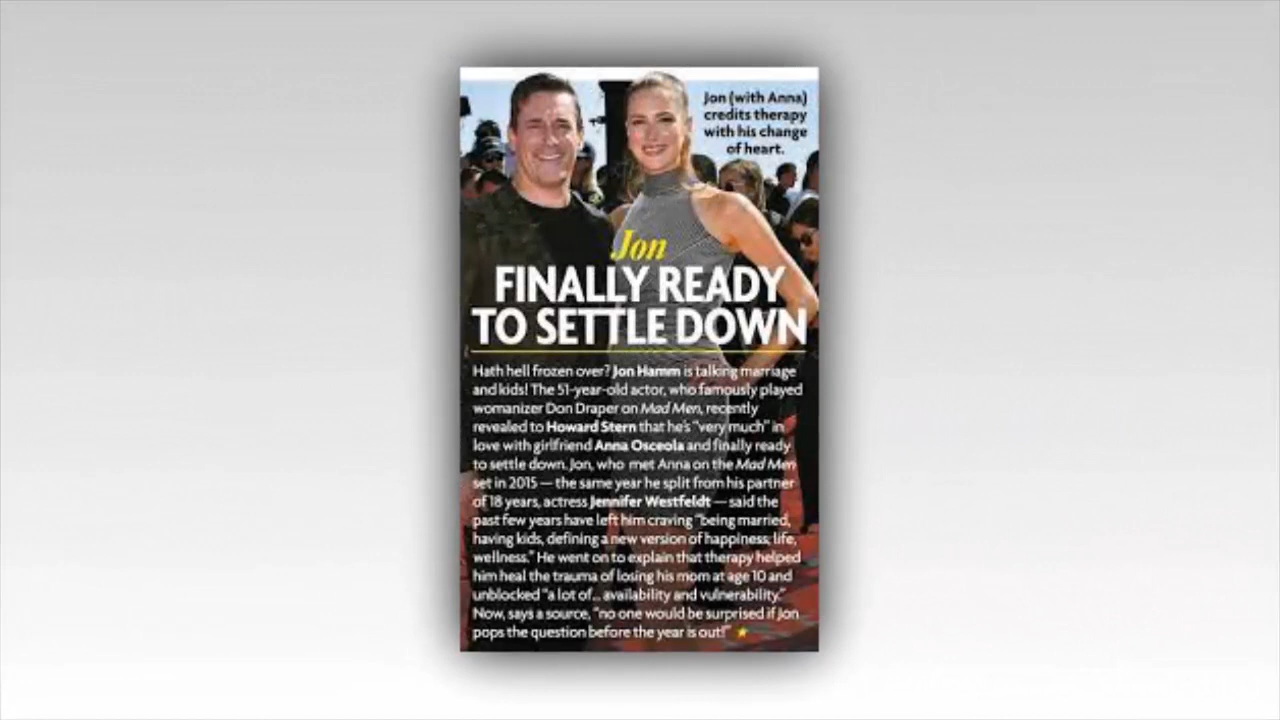 Jon (with Anna)
credits therapy
with his change
of heart.
Jon
FINALLY READY
TO SETTLE DOWN
Hath hell frozen over? Jon Hamm is talking marriage
and kids! The 51-year-old actor, who famously played
womanizer Don Draper on Mad Men, recently
revealed to Howard Stern that he's "very much" in
love with girlfriend Anna Osceola and finally ready
to settle down. Jon, who met Anna on the Mad Men
set in 2015 — the same year he split from his partner
of 18 years, actress Jennifer Westfeldt — said the
past few years have left him craving "being married,
having kids, defining a new version of happiness, life,
wellness." He went on to explain that therapy helped
him heal the trauma of losing his mom at age 10 and
unblocked "a lot of... availability and vulnerability."
Now, says a source, "no one would be surprised if Jon
pops the question before the year is out!"